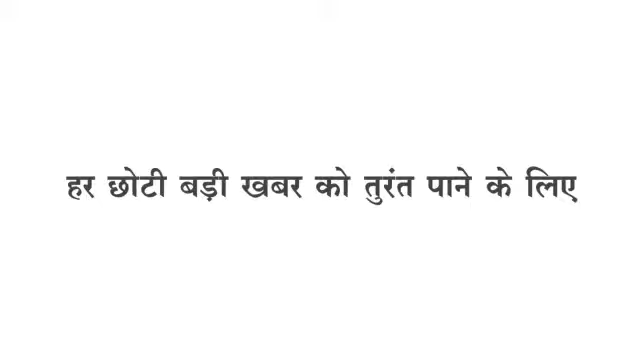 हर छोटी बड़ी खबर को तुरंत पाने के लिए